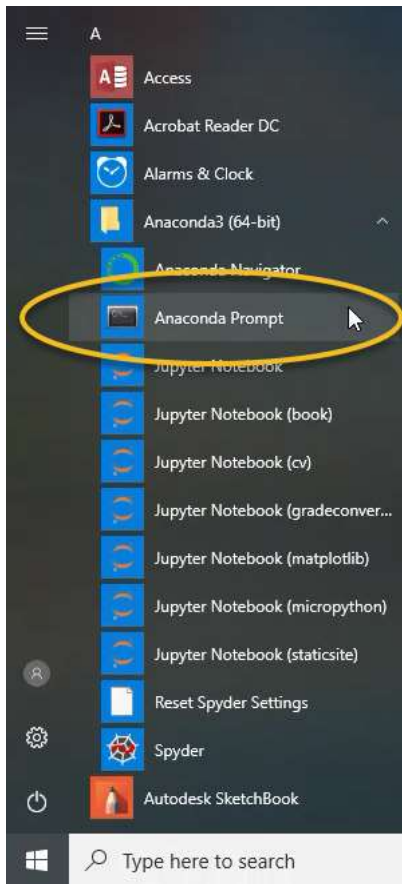 A
Access
Acrobat Reader DC
Alarms & Clock
Anaconda3 (64-bit)
Anaconda Navigator
Anaconda Prompt
Jupyter Notebook
Jupyter Notebook (book)
Jupyter Notebook (cv)
Jupyter Notebook (gradeconver...
Jupyter Notebook (matplotlib)
Jupyter Notebook (micropython)
Jupyter Notebook (staticsite)
Reset Spyder Settings
Spyder
Autodesk SketchBook
Type here to search